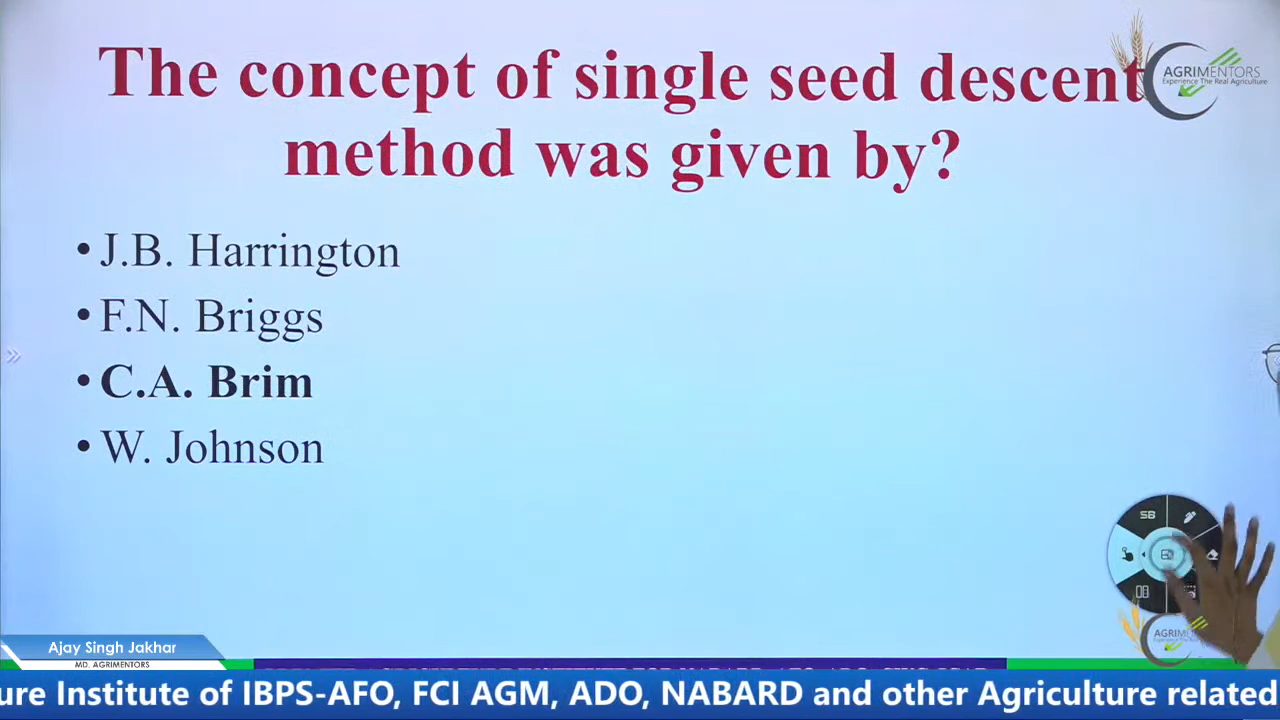 The concept of single seed descent
method was given by?
AGRIMENTORS
Experience The Real Agriculture
• J.B. Harrington
• F.N. Briggs
• C.A. Brim
• W. Johnson
SB
Ajay Singh Jakhar
MD. AGRIMENTORS
ure Institute of IBPS-AFO, FCI AGM, ADO, NABARD and other Agriculture related